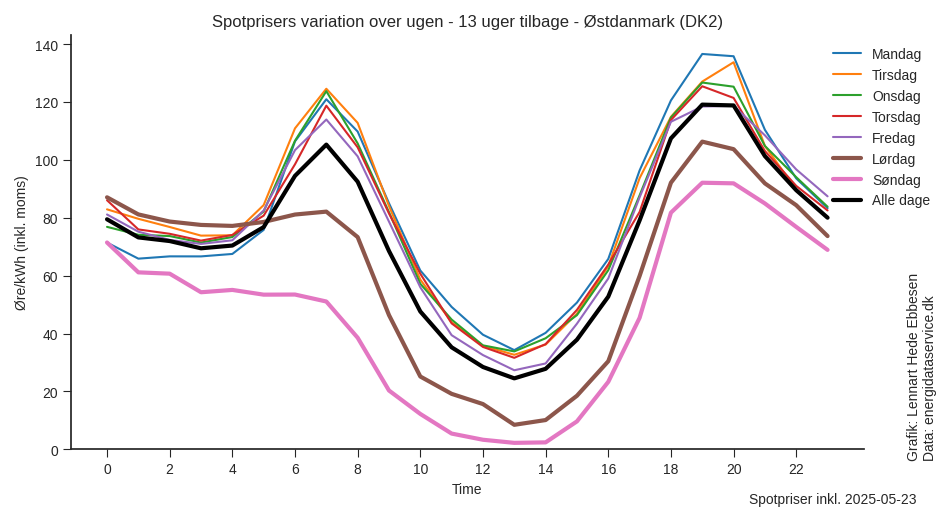 Spotprisers variation over ugen - 13 uger tilbage - Østdanmark (DK2)
Øre/kWh (inkl. moms)
140
120
100
80
60
40
20
0
0 2 4 6 8 10 12 14 16 18 20 22
Time
Mandag
Tirsdag
Onsdag
Torsdag
Fredag
Lørdag
Søndag
Alle dage
Grafik: Lennart Hede Ebbesen
Data: energidataservice.dk
Spotpriser inkl. 2025-05-23